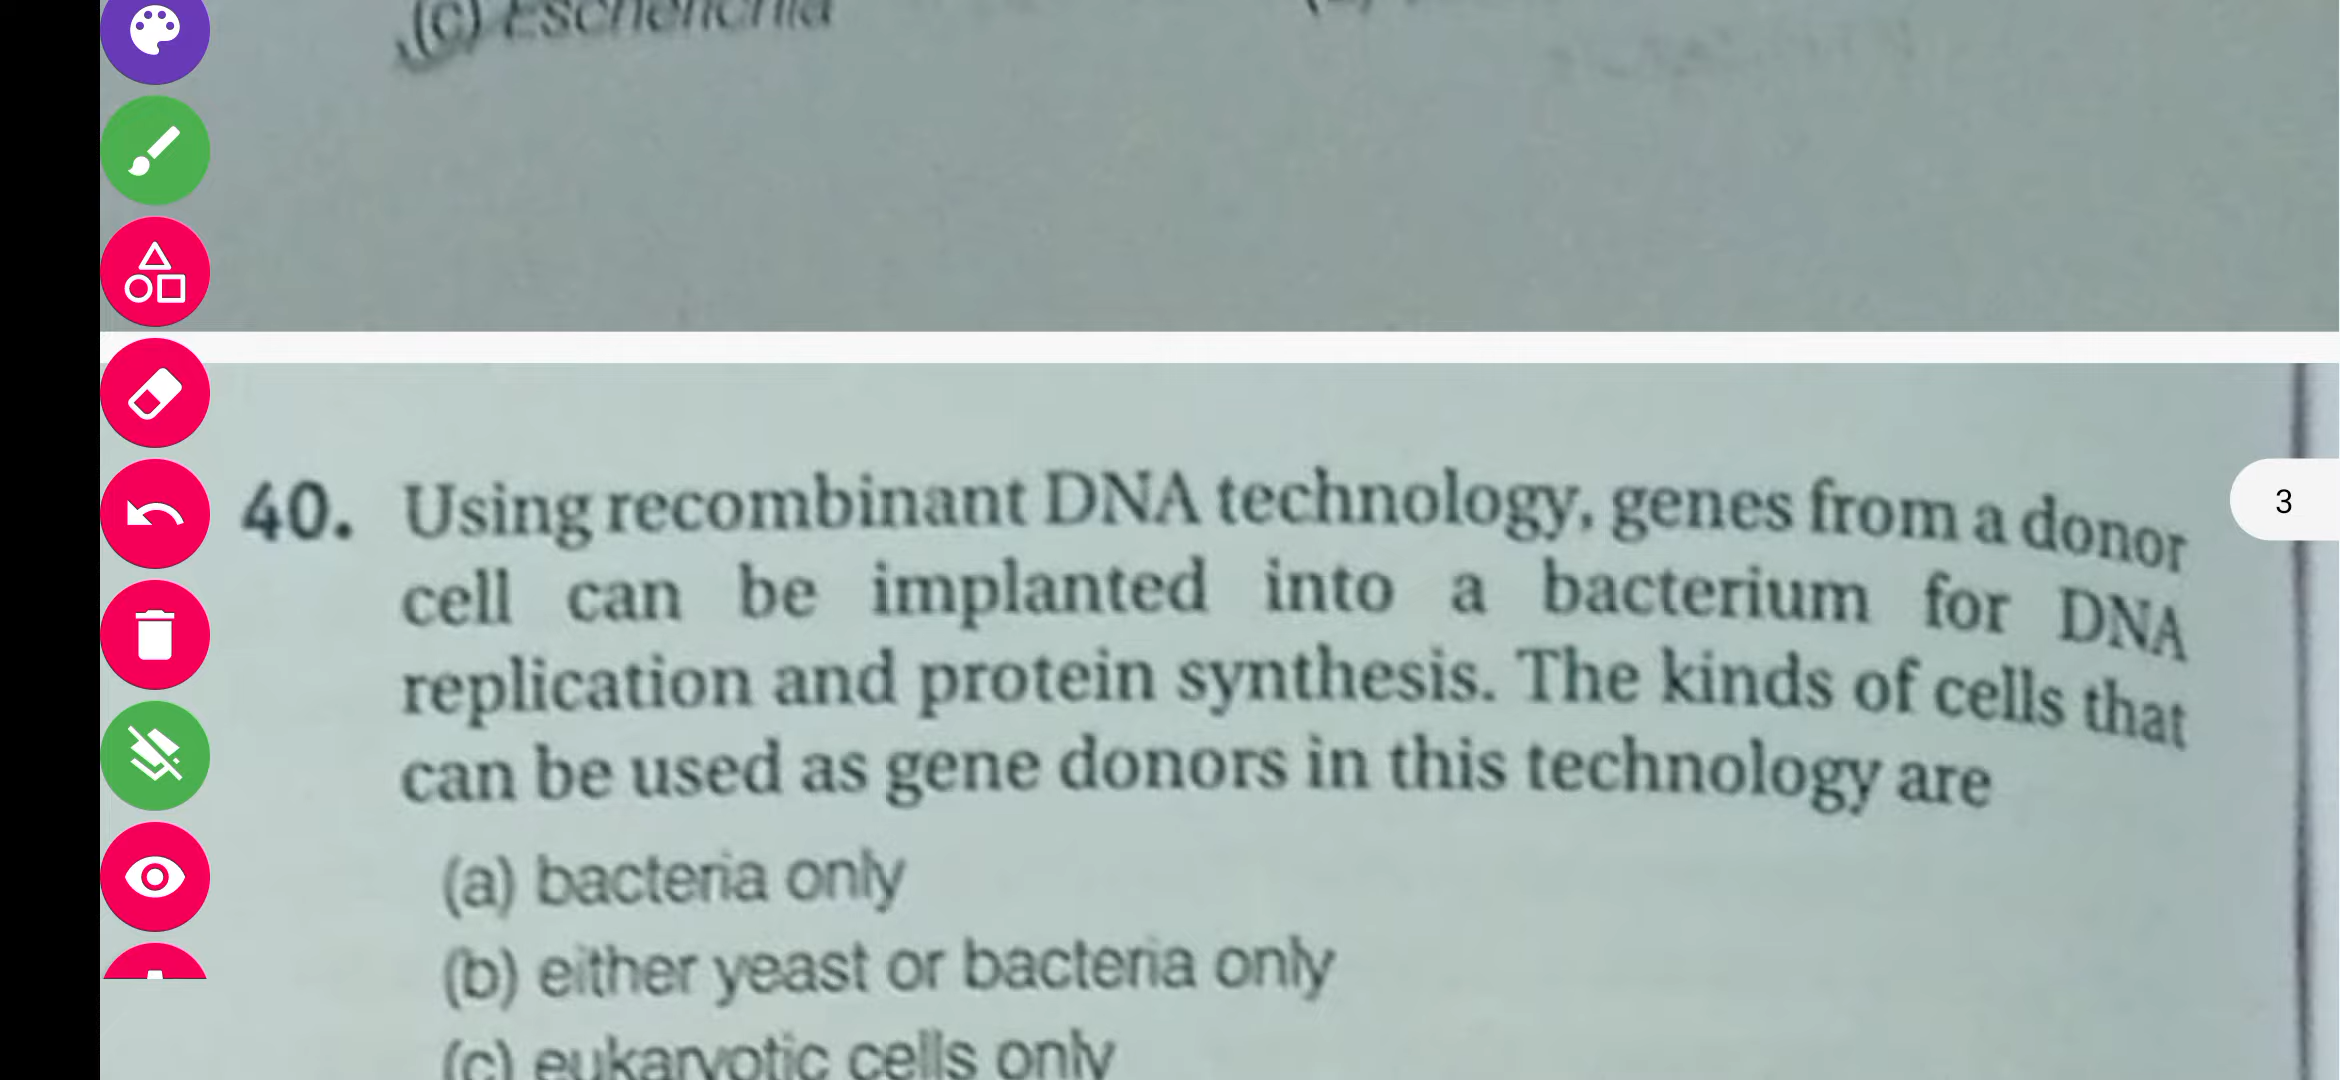 (c) Escherichia
3
40. Using recombinant DNA technology, genes from a donor
cell can be implanted into a bacterium for DNA
replication and protein synthesis. The kinds of cells that
can be used as gene donors in this technology are
(a) bacteria only
(b) either yeast or bacteria only
(c) eukaryotic cells only